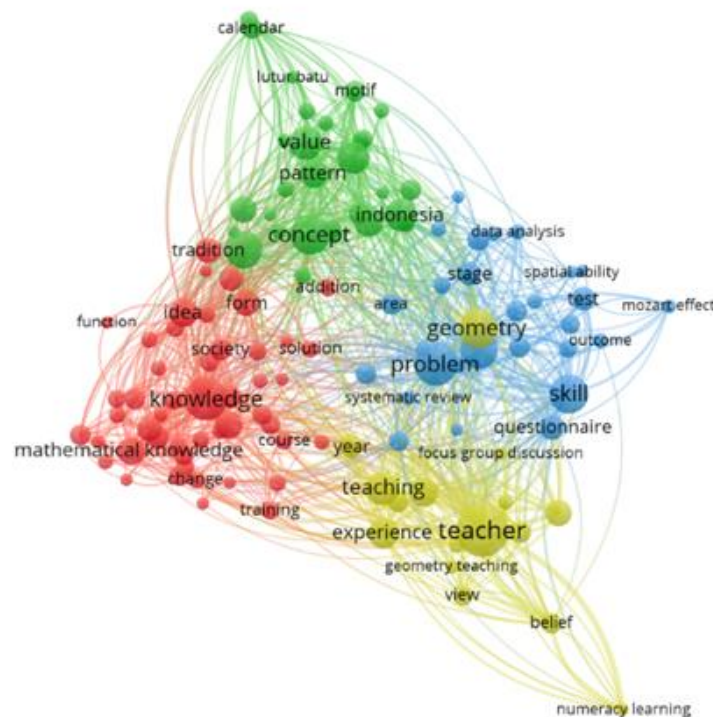 calendar
lutur batu
motif
value
pattern
indonesia
concept
data analysis
tradition
stage
spatial ability
addition
area
test
mozart effect
idea
form
function
geometry
outcome
society
solution
problem
knowledge
systematic review
skill
questionnaire
mathematical knowledge
course
year
focus group discussion
change
teaching
training
experience
teacher
geometry teaching
view
belief
numeracy learning